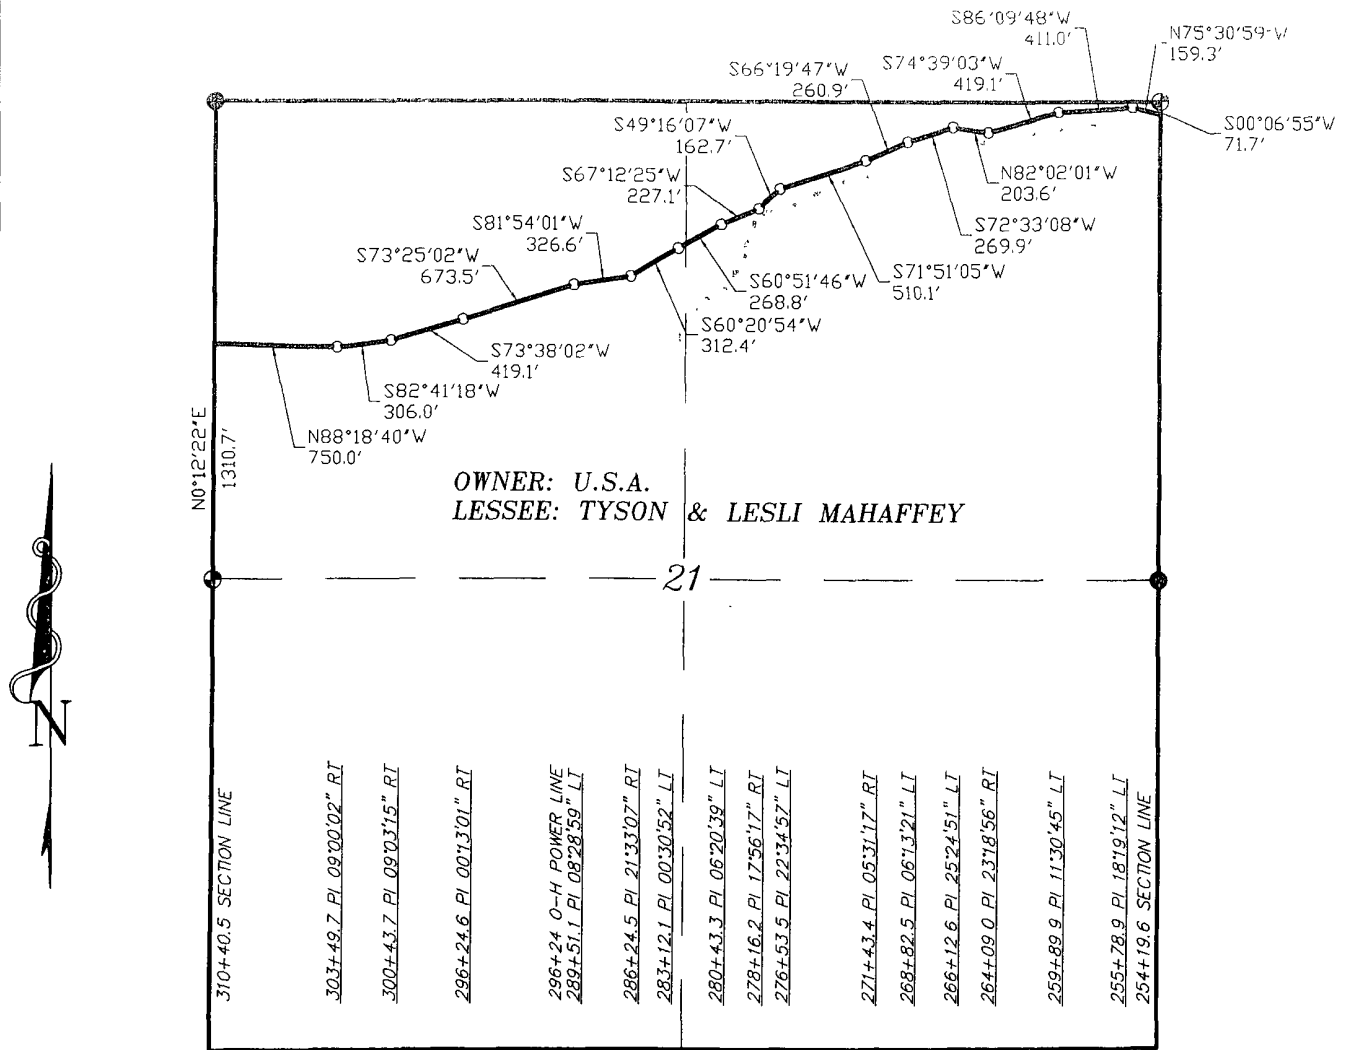 S86°09'48"W
411.0'
N75°30'59"W
159.3'
S66°19'47"W
260.9'
S74°39'03"W
419.1'
S49°16'07"W
162.7'
S00°06'55"W
71.7'
S67°12'25"W
227.1'
N82°02'01"W
203.6'
S81°54'01"W
326.6'
S72°33'08"W
269.9'
S73°25'02"W
673.5'
S71°51'05"W
510.1'
S60°51'46"W
268.8'
S60°20'54"W
312.4'
S73°38'02"W
419.1'
S82°41'18"W
306.0'
N88°18'40"W
750.0'
N0°12'22"E
1310.7'
OWNER: U.S.A.
LESSEE: TYSON & LESLI MAHAFFEY
21
N
310+40.5 SECTION LINE
303+49.7 PI 09°00'02" RT
300+43.7 PI 09°03'15" RT
296+24.6 PI 00°13'01" RT
296+24 O-H POWER LINE
289+51.1 PI 08°28'59" LT
286+24.5 PI 21°33'07" RT
283+12.1 PI 00°30'52" LT
280+43.3 PI 06°20'39" LT
278+16.2 PI 17°56'17" RT
276+53.5 PI 22°34'57" LT
271+43.4 PI 05°31'17" RT
268+82.5 PI 06°13'21" LT
266+12.6 PI 25°24'51" LT
264+09.0 PI 23°18'56" RT
259+89.9 PI 11°30'45" LT
255+78.9 PI 18°19'12" LT
254+19.6 SECTION LINE